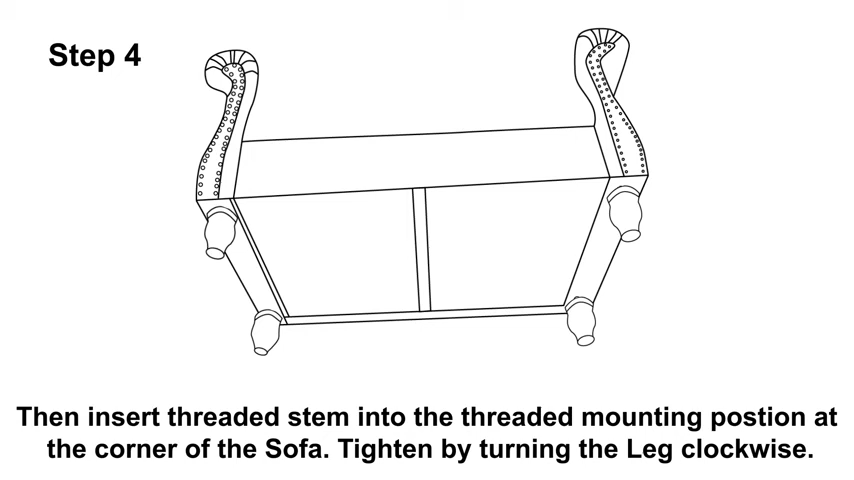 Step 4
Then insert threaded stem into the threaded mounting postion at
the corner of the Sofa. Tighten by turning the Leg clockwise.